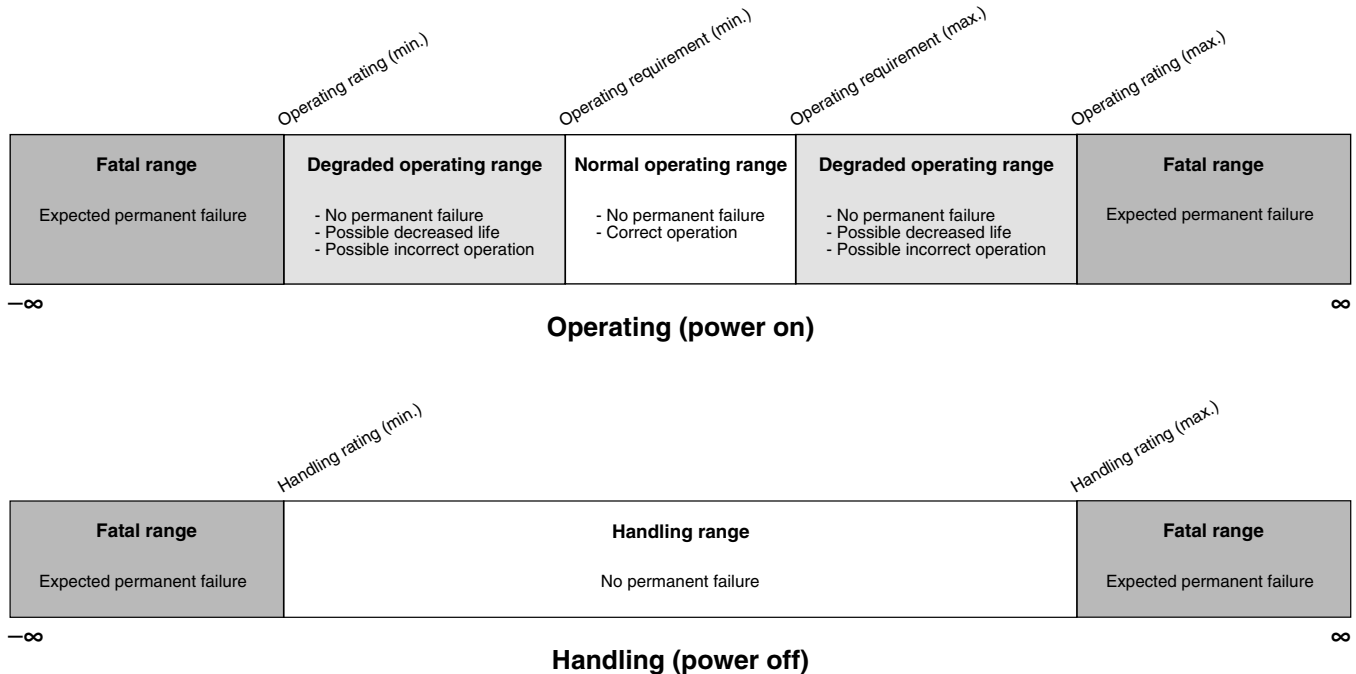 Operating rating (min.)
Operating requirement (min.)
Operating requirement (max.)
Operating rating (max.)
Fatal range
Degraded operating range
Normal operating range
Degraded operating range
Fatal range
Expected permanent failure
- No permanent failure
- Possible decreased life
- Possible incorrect operation
- No permanent failure
- Correct operation
- No permanent failure
- Possible decreased life
- Possible incorrect operation
Expected permanent failure
–∞
∞
Operating (power on)
Handling rating (min.)
Handling rating (max.)
Fatal range
Handling range
Fatal range
Expected permanent failure
No permanent failure
Expected permanent failure
–∞
∞
Handling (power off)